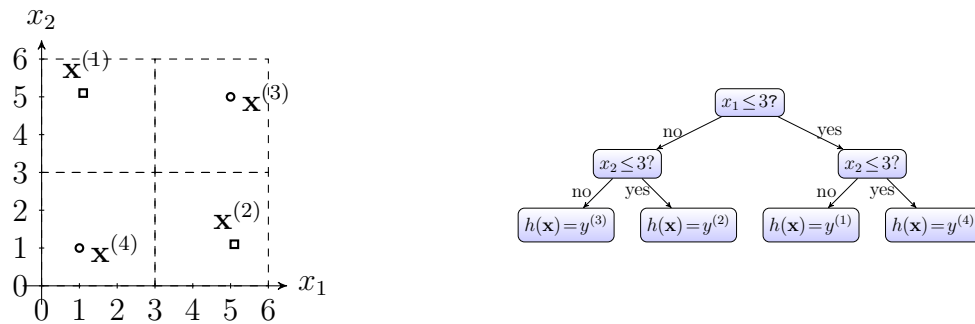 x₂
6
x⁽¹⁾
5
x⁽³⁾
4
3
2
x⁽²⁾
1
x⁽⁴⁾
0
x₁
0 1 2 3 4 5 6
x₁≤3?
no yes
x₂≤3? x₂≤3?
no yes no yes
h(x)=y⁽³⁾ h(x)=y⁽²⁾ h(x)=y⁽¹⁾ h(x)=y⁽⁴⁾